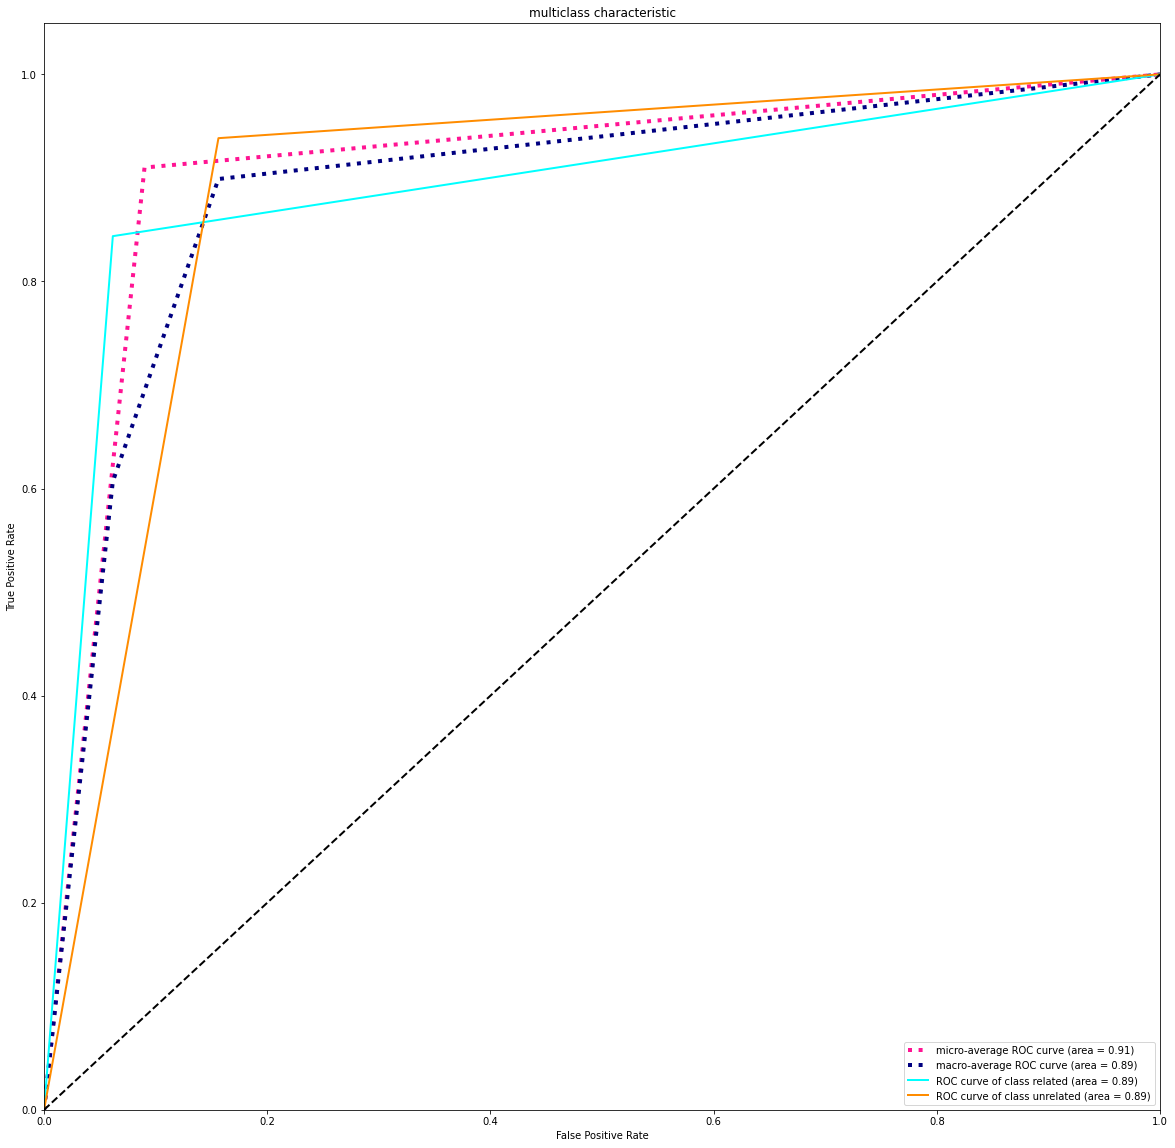 multiclass characteristic
1.0
0.8
0.6
0.4
0.2
0.0
True Positive Rate
0.0 0.2 0.4 0.6 0.8 1.0
False Positive Rate
micro-average ROC curve (area = 0.91)
macro-average ROC curve (area = 0.89)
ROC curve of class related (area = 0.89)
ROC curve of class unrelated (area = 0.89)